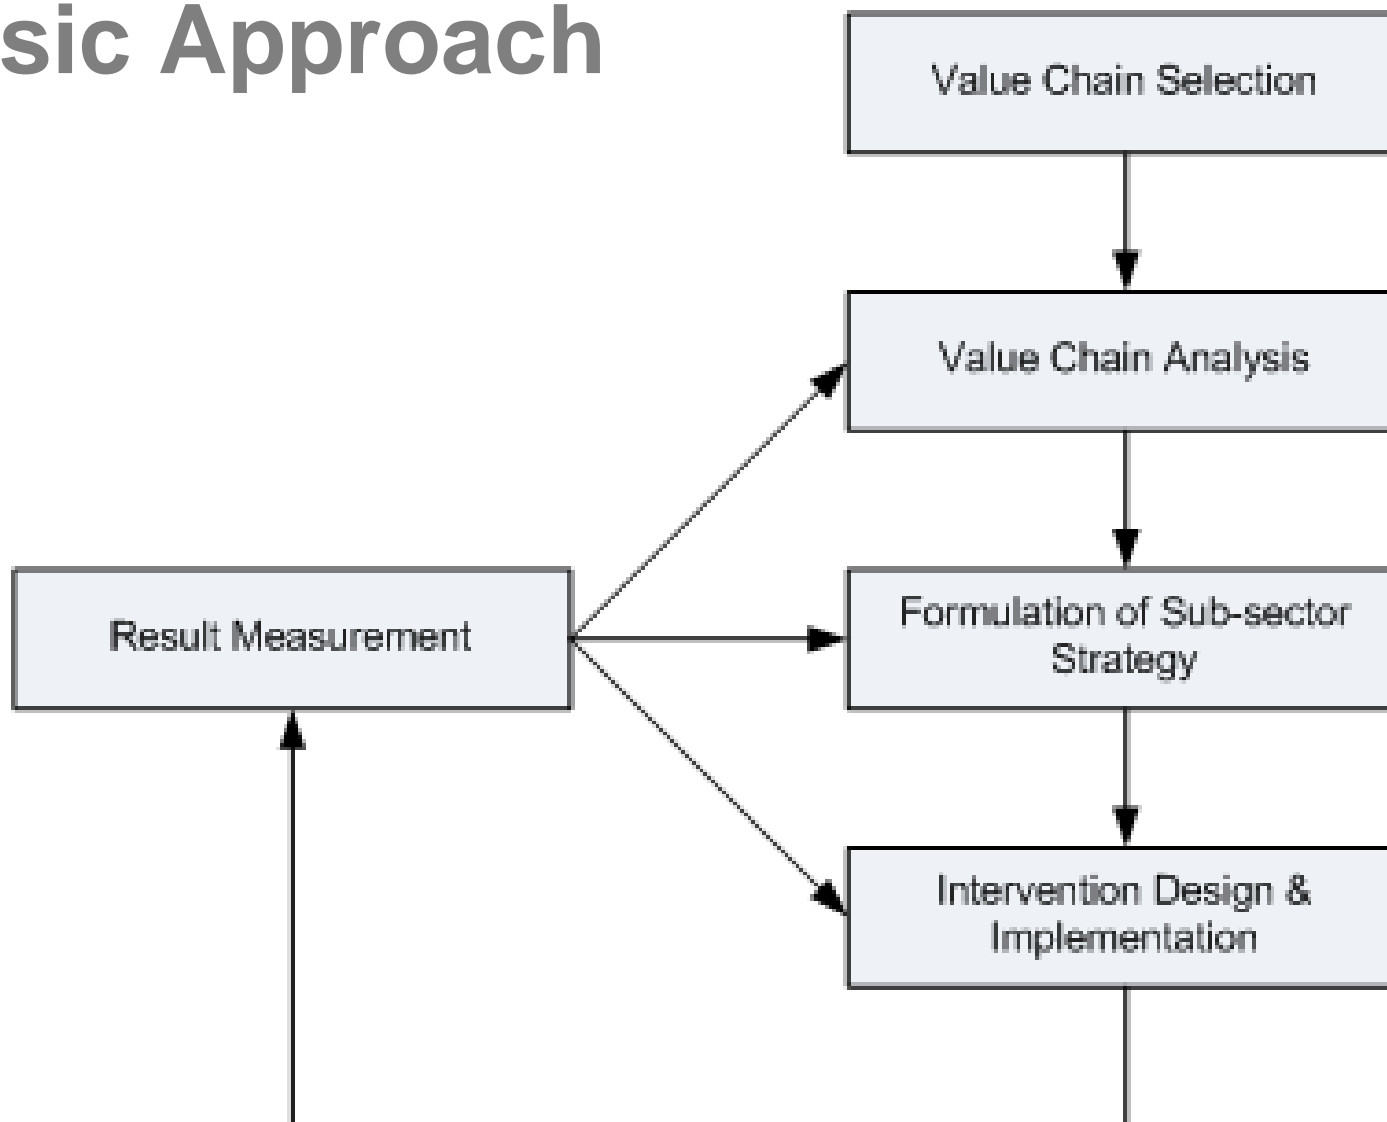 sic Approach
Value Chain Selection
Value Chain Analysis
Result Measurement
Formulation of Sub-sector
Strategy
Intervention Design &
Implementation